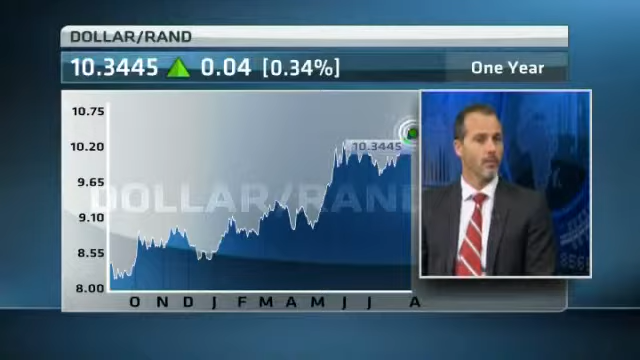 DOLLAR/RAND
10.3445 0.04 [0.34%]
One Year
10.75
10.20
9.65
9.10
8.55
8.00
10.3445
DOLLAR/RAND
O N D J F M A M J J A